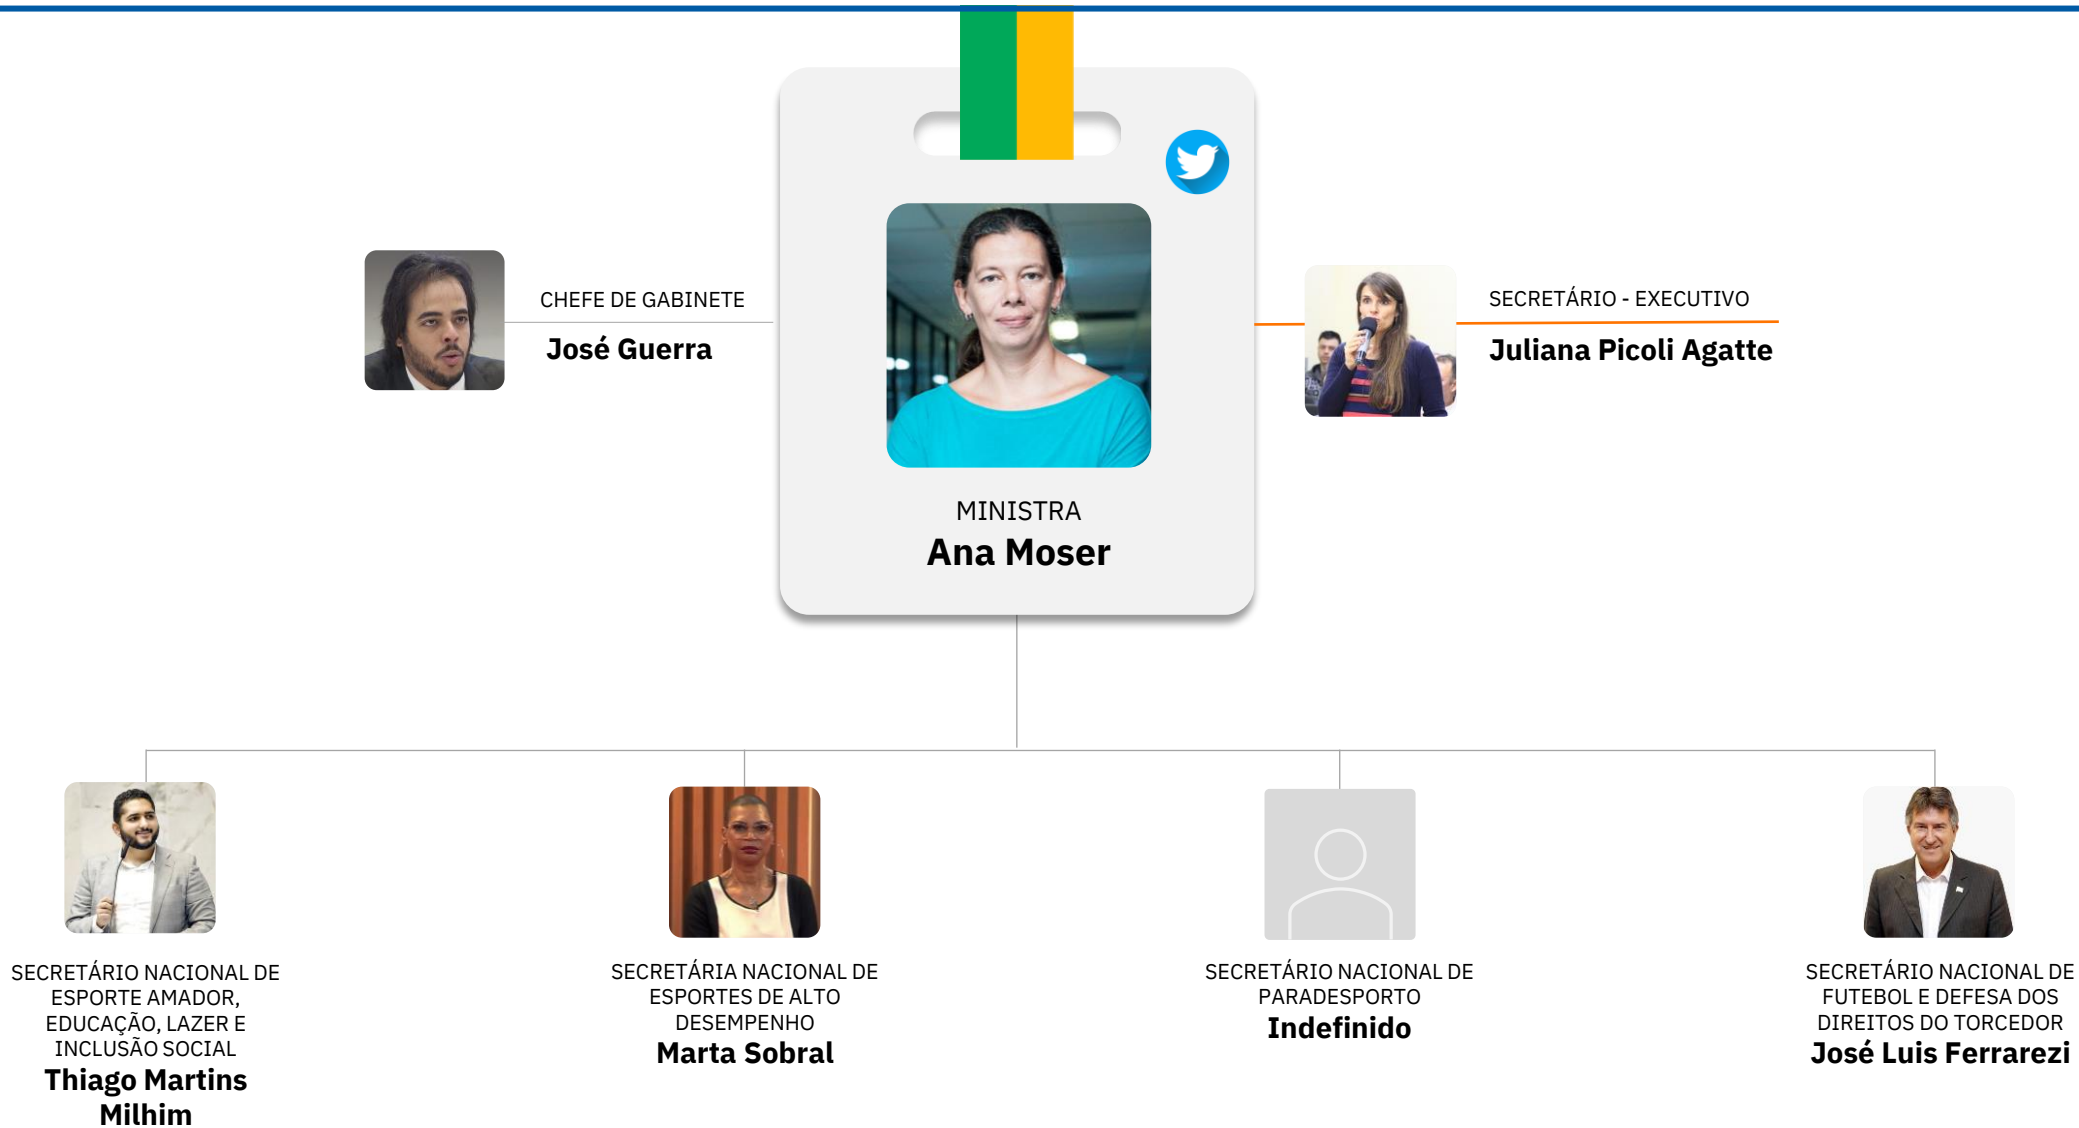 CHEFE DE GABINETE
José Guerra
SECRETÁRIO - EXECUTIVO
Juliana Picoli Agatte
MINISTRA
Ana Moser
SECRETÁRIO NACIONAL DE
ESPORTE AMADOR,
EDUCAÇÃO, LAZER E
INCLUSÃO SOCIAL
Thiago Martins
Milhim
SECRETÁRIA NACIONAL DE
ESPORTES DE ALTO
DESEMPENHO
Marta Sobral
SECRETÁRIO NACIONAL DE
PARADESPORTO
Indefinido
SECRETÁRIO NACIONAL DE
FUTEBOL E DEFESA DOS
DIREITOS DO TORCEDOR
José Luis Ferrarezi